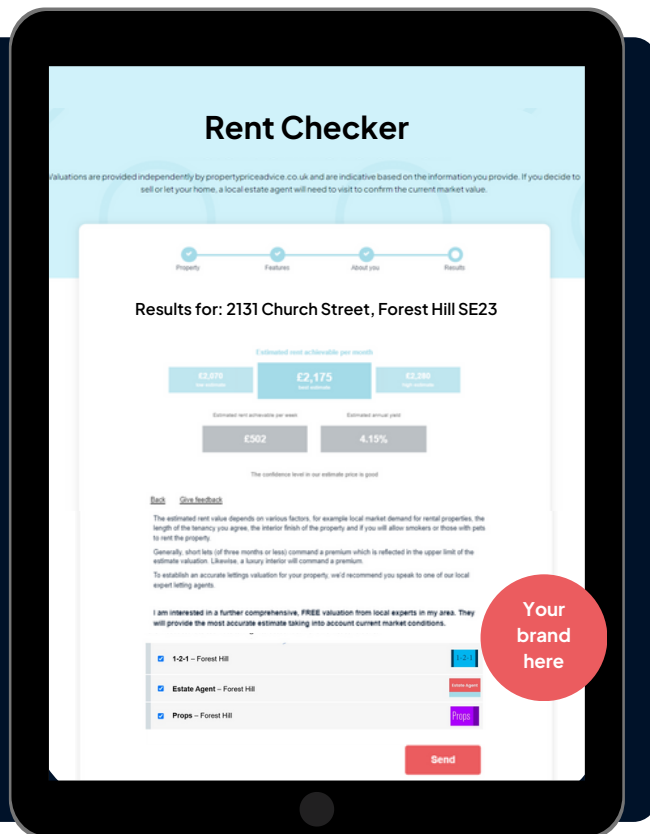 Rent Checker
Valuations are provided independently by propertypriceadvice.co.uk and are indicative based on the information you provide. If you decide to
sell or let your home, a local estate agent will need to visit to confirm the current market value.
Property Features About you Results
Results for: 2131 Church Street, Forest Hill SE23
Estimated rent achievable per month
£2,070 £2,175 £2,280
low estimate best estimate high estimate
Estimated rent achievable per week Estimated annual yield
£502 4.15%
The confidence level in our estimate price is good
Back Give feedback
The estimated rent value depends on various factors, for example local market demand for rental properties, the
length of the tenancy you agree, the interior finish of the property and if you will allow smokers or those with pets
to rent the property.
Generally, short lets (of three months or less) command a premium which is reflected in the upper limit of the
estimate valuation. Likewise, a luxury interior will command a premium.
To establish an accurate lettings valuation for your property, we'd recommend you speak to one of our local
expert letting agents.
I am interested in a further comprehensive, FREE valuation from local experts in my area. They
will provide the most accurate estimate taking into account current market conditions.
1-2-1 – Forest Hill 1-2-1
Estate Agent – Forest Hill Estate Agent
Props – Forest Hill Props
Send
Your
brand
here